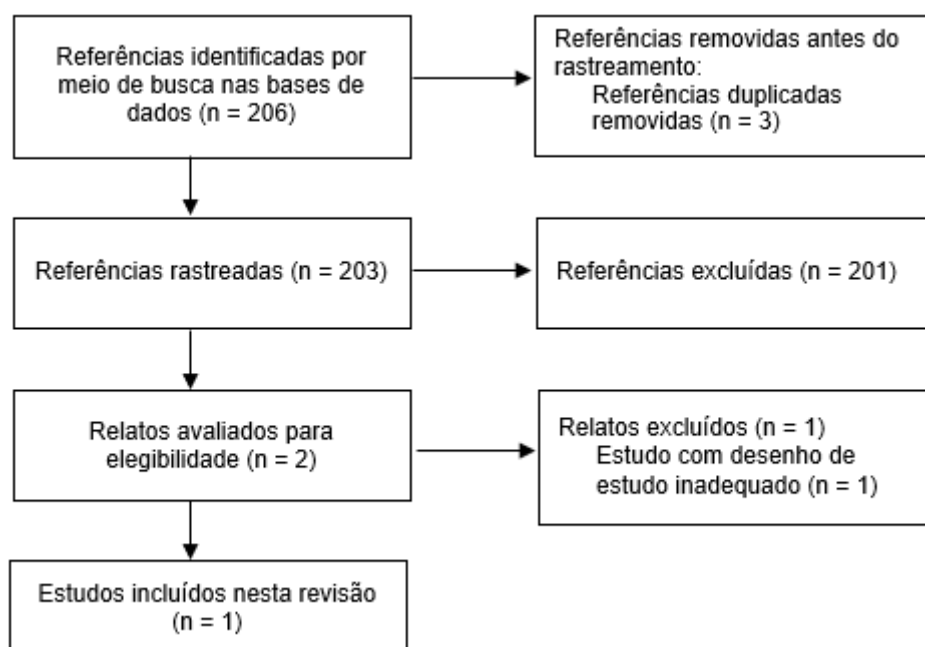 Referências identificadas por
meio de busca nas bases de
dados (n = 206)
Referências removidas antes do
rastreamento:
Referências duplicadas
removidas (n = 3)
Referências rastreadas (n = 203)
Referências excluídas (n = 201)
Relatos avaliados para
elegibilidade (n = 2)
Relatos excluídos (n = 1)
Estudo com desenho de
estudo inadequado (n = 1)
Estudos incluídos nesta revisão
(n = 1)